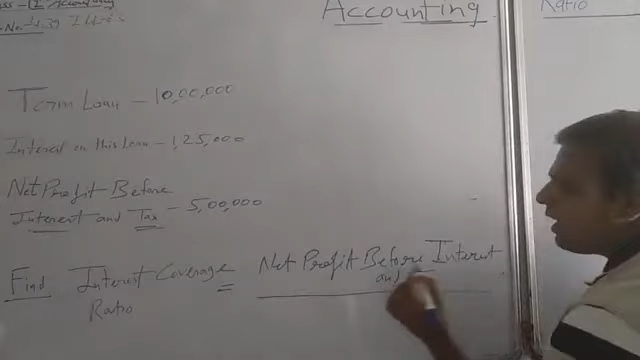 Accounting
Ratio
Term Loan - 10,00,000
Interest on this Loan - 1,25,000
Net Profit Before
Interest and Tax - 5,00,000
Find Interest Coverage
Ratio
= Net Profit Before Interest
and